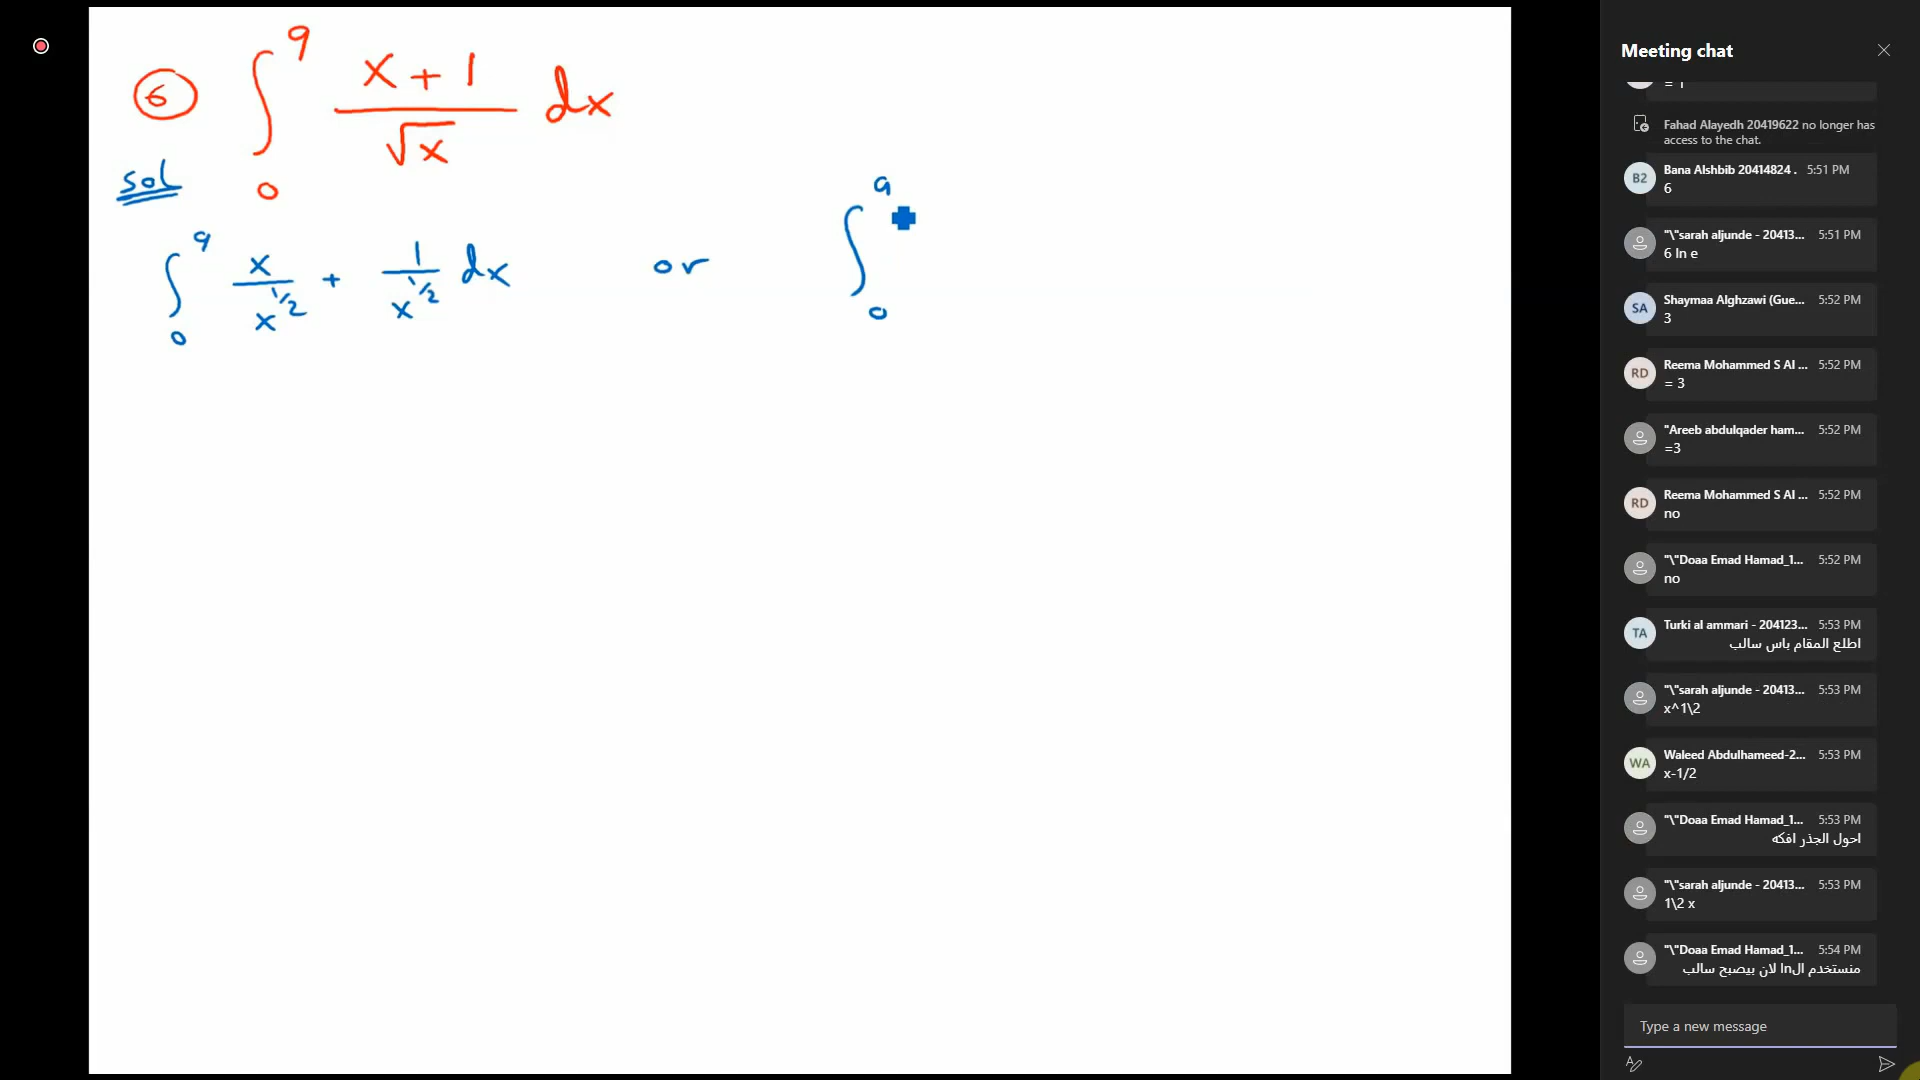 ⑥ ∫₀⁹ (x + 1)/√x dx
sol
∫₀⁹ x/x^1/2 + 1/x^1/2 dx or ∫₀⁹
Meeting chat
= 1
Fahad Alayedh 20419622 no longer has
access to the chat.
B2 Bana Alshbib 20414824 . 5:51 PM
6
"\"sarah aljunde - 20413... 5:51 PM
6 ln e
SA Shaymaa Alghzawi (Gue... 5:52 PM
3
RD Reema Mohammed S Al ... 5:52 PM
= 3
"Areeb abdulqader ham... 5:52 PM
=3
RD Reema Mohammed S Al ... 5:52 PM
no
"\"Doaa Emad Hamad_1... 5:52 PM
no
TA Turki al ammari - 204123... 5:53 PM
اطلع المقام باس سالب
"\"sarah aljunde - 20413... 5:53 PM
x^1\2
WA Waleed Abdulhameed-2... 5:53 PM
x-1/2
"\"Doaa Emad Hamad_1... 5:53 PM
احول الجذر افكه
"\"sarah aljunde - 20413... 5:53 PM
1\2 x
"\"Doaa Emad Hamad_1... 5:54 PM
منستخدم الln لان بيصبح سالب
Type a new message